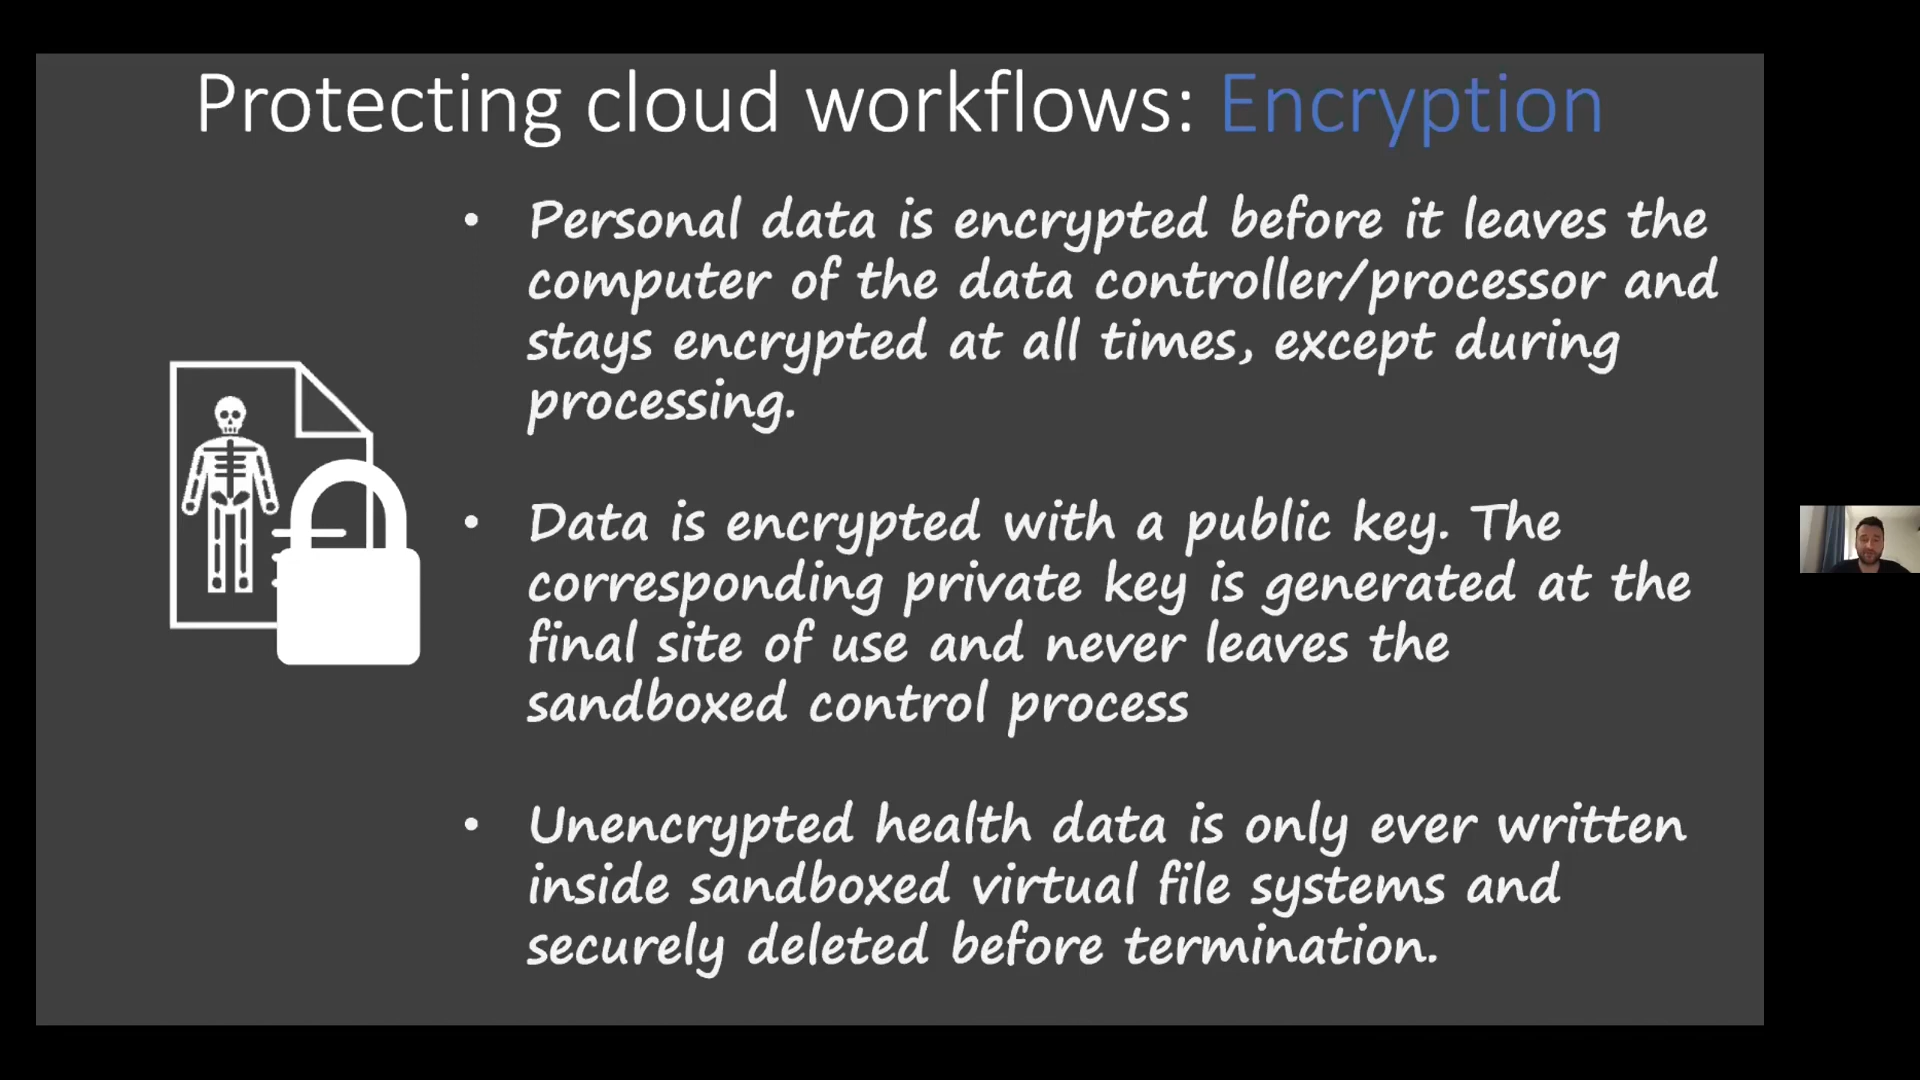 Protecting cloud workflows: Encryption
• Personal data is encrypted before it leaves the
computer of the data controller/processor and
stays encrypted at all times, except during
processing.
• Data is encrypted with a public key. The
corresponding private key is generated at the
final site of use and never leaves the
sandboxed control process
• Unencrypted health data is only ever written
inside sandboxed virtual file systems and
securely deleted before termination.